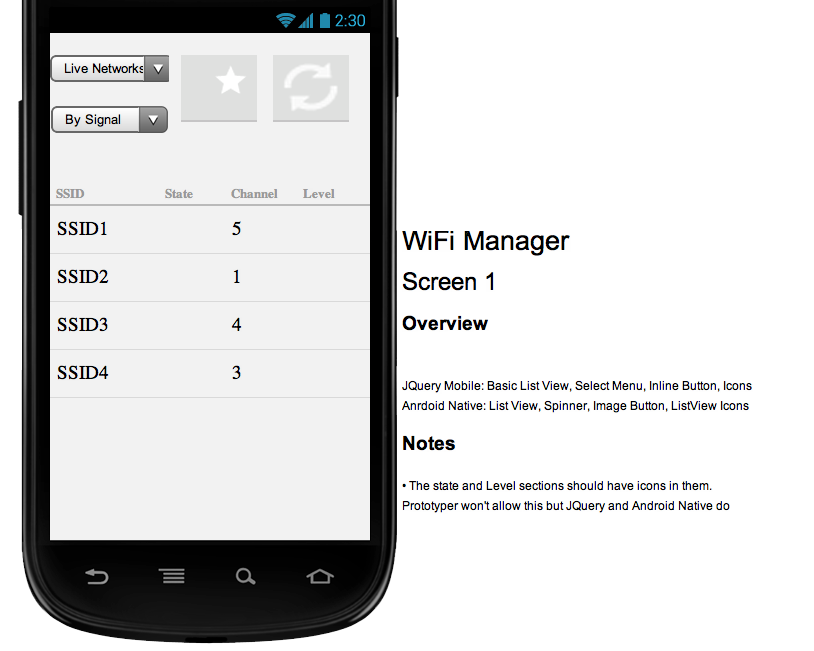 2:30
Live Networks
By Signal
SSID State Channel Level
SSID1 5
SSID2 1
SSID3 4
SSID4 3
WiFi Manager
Screen 1
Overview
JQuery Mobile: Basic List View, Select Menu, Inline Button, Icons
Anrdoid Native: List View, Spinner, Image Button, ListView Icons
Notes
• The state and Level sections should have icons in them.
Prototyper won't allow this but JQuery and Android Native do